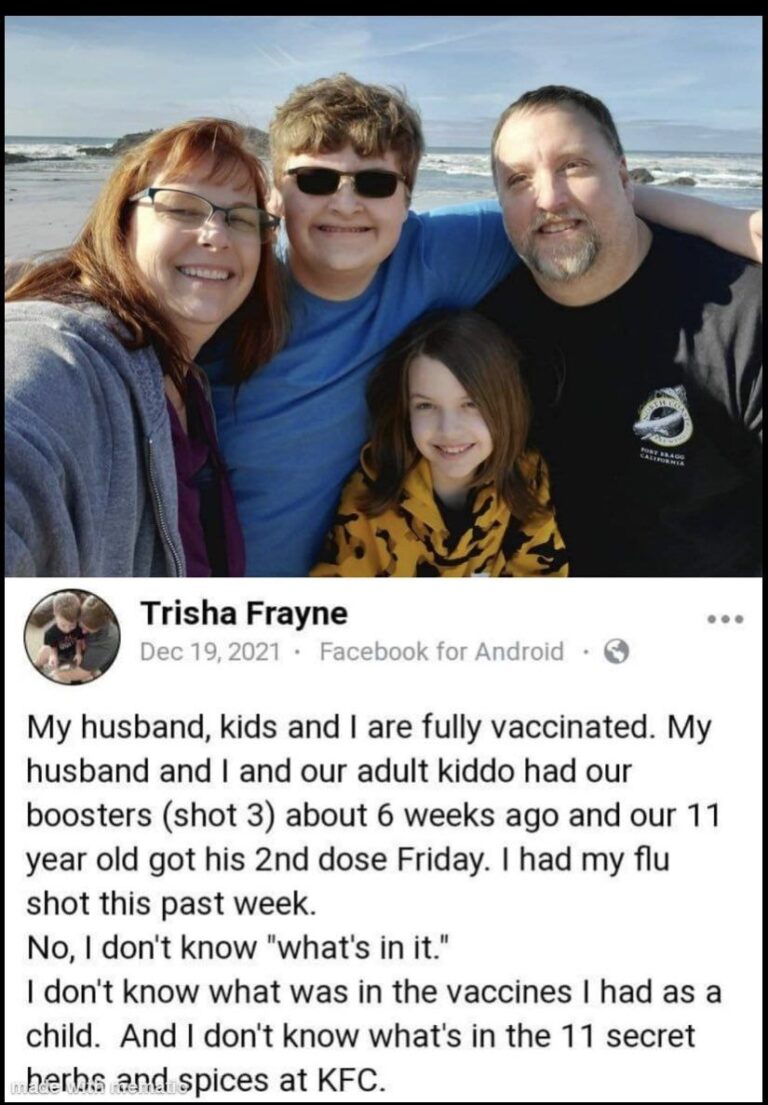 FORT BRAGG
CALIFORNIA
Trisha Frayne
Dec 19, 2021 · Facebook for Android ·
My husband, kids and I are fully vaccinated. My
husband and I and our adult kiddo had our
boosters (shot 3) about 6 weeks ago and our 11
year old got his 2nd dose Friday. I had my flu
shot this past week.
No, I don't know "what's in it."
I don't know what was in the vaccines I had as a
child. And I don't know what's in the 11 secret
herbs and spices at KFC.
made with mematic